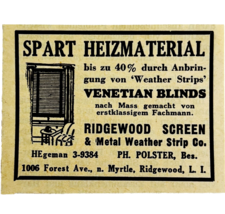 SPART HEIZMATERIAL
bis zu 40% durch Anbrin-
gung von 'Weather Strips'
VENETIAN BLINDS
nach Mass gemacht von
erstklassigem Fachmann.
RIDGEWOOD SCREEN
& Metal Weather Strip Co.
HEgeman 3-9384 PH. POLSTER, Bes.
1006 Forest Ave., n. Myrtle, Ridgewood, L. I.